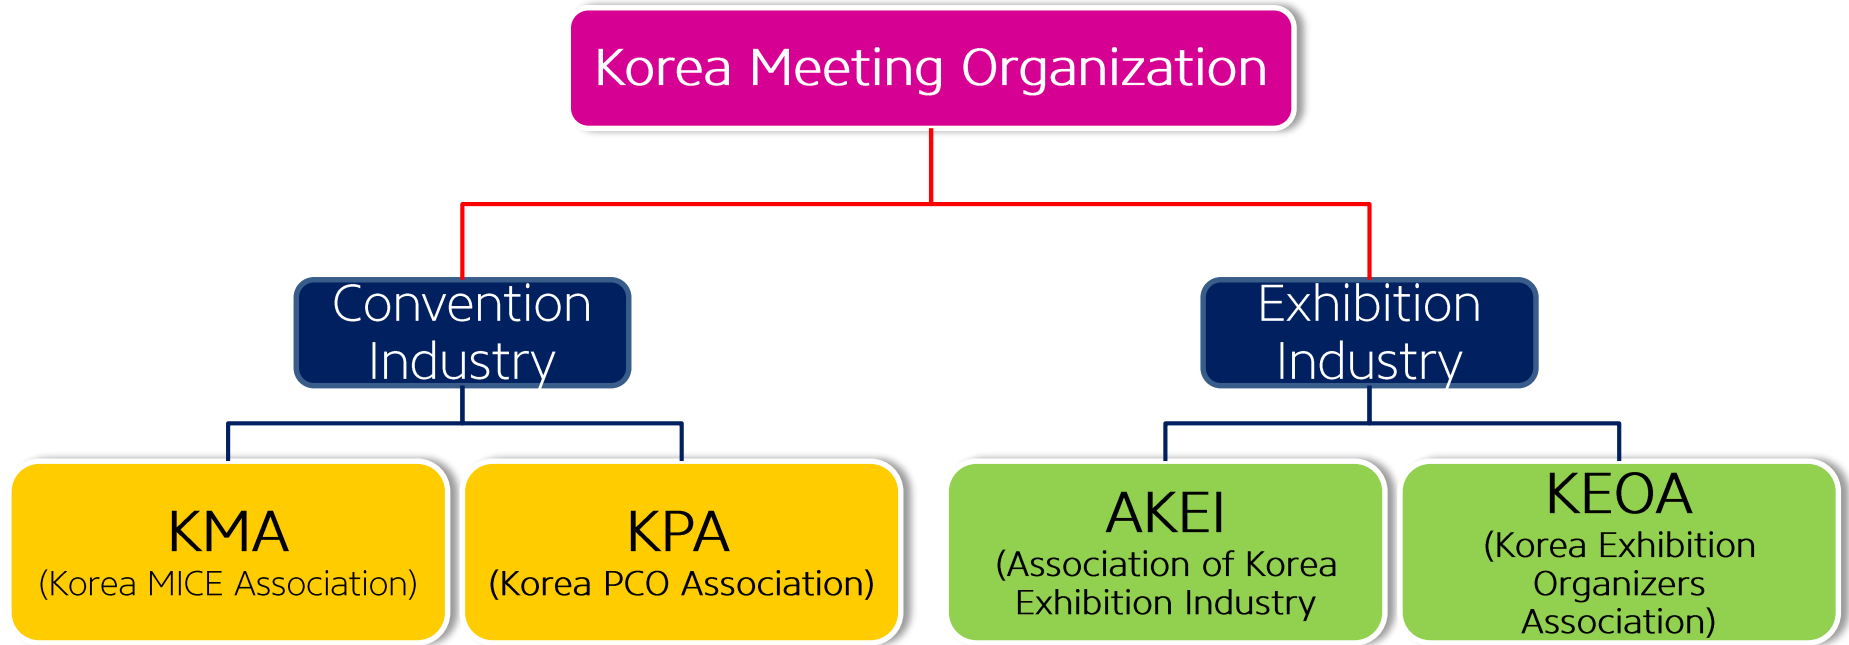 Korea Meeting Organization
Convention
Industry
Exhibition
Industry
KMA
(Korea MICE Association)
KPA
(Korea PCO Association)
AKEI
(Association of Korea
Exhibition Industry
KEOA
(Korea Exhibition
Organizers
Association)